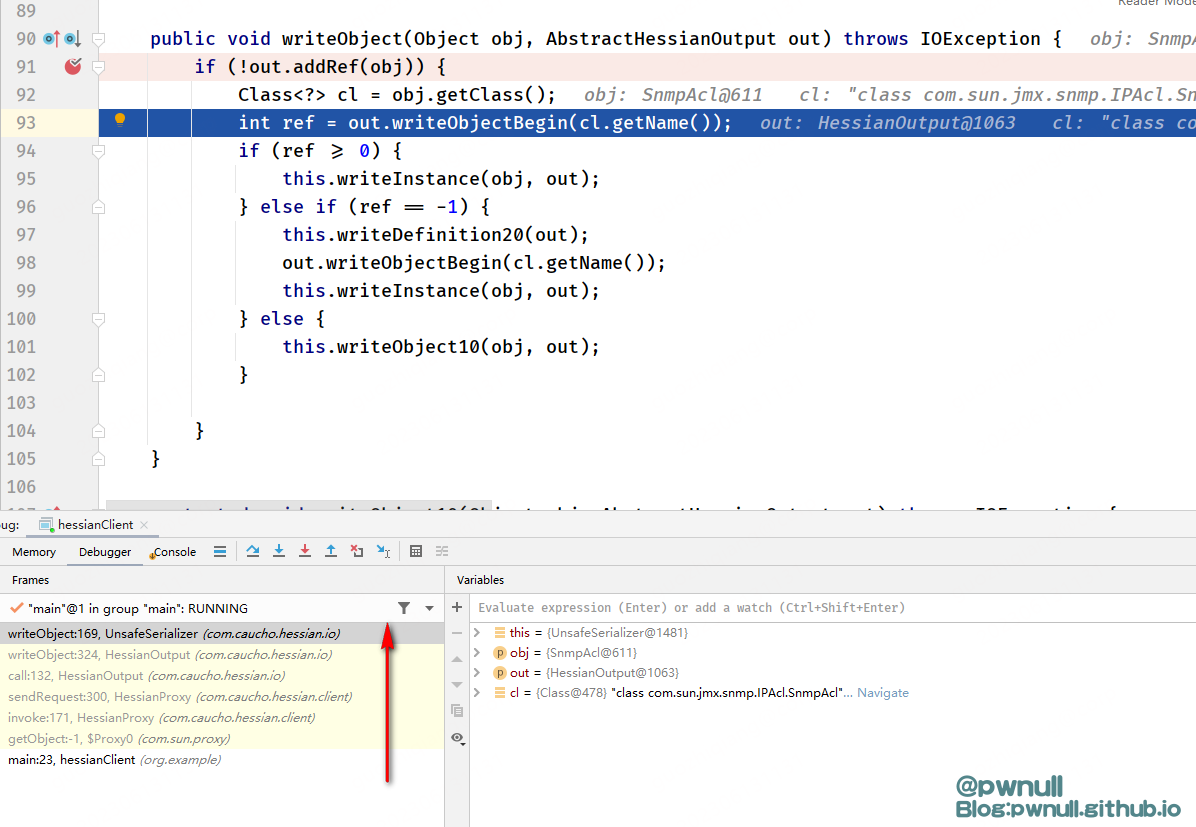 Reader Mode
89
90 public void writeObject(Object obj, AbstractHessianOutput out) throws IOException { obj: SnmpA
91 if (!out.addRef(obj)) {
92 Class<?> cl = obj.getClass(); obj: SnmpAcl@611 cl: "class com.sun.jmx.snmp.IPAcl.Sn
93 int ref = out.writeObjectBegin(cl.getName()); out: HessianOutput@1063 cl: "class co
94 if (ref ⩾ 0) {
95 this.writeInstance(obj, out);
96 } else if (ref == -1) {
97 this.writeDefinition20(out);
98 out.writeObjectBegin(cl.getName());
99 this.writeInstance(obj, out);
100 } else {
101 this.writeObject10(obj, out);
102 }
103
104 }
105 }
106
ug: hessianClient
Memory Debugger Console
Frames Variables
"main"@1 in group "main": RUNNING
Evaluate expression (Enter) or add a watch (Ctrl+Shift+Enter)
writeObject:169, UnsafeSerializer (com.caucho.hessian.io)
writeObject:324, HessianOutput (com.caucho.hessian.io)
call:132, HessianOutput (com.caucho.hessian.io)
sendRequest:300, HessianProxy (com.caucho.hessian.client)
invoke:171, HessianProxy (com.caucho.hessian.client)
getObject:-1, $Proxy0 (com.sun.proxy)
main:23, hessianClient (org.example)
this = {UnsafeSerializer@1481}
p obj = {SnmpAcl@611}
p out = {HessianOutput@1063}
cl = {Class@478} "class com.sun.jmx.snmp.IPAcl.SnmpAcl"... Navigate
@pwnull
Blog:pwnull.github.io